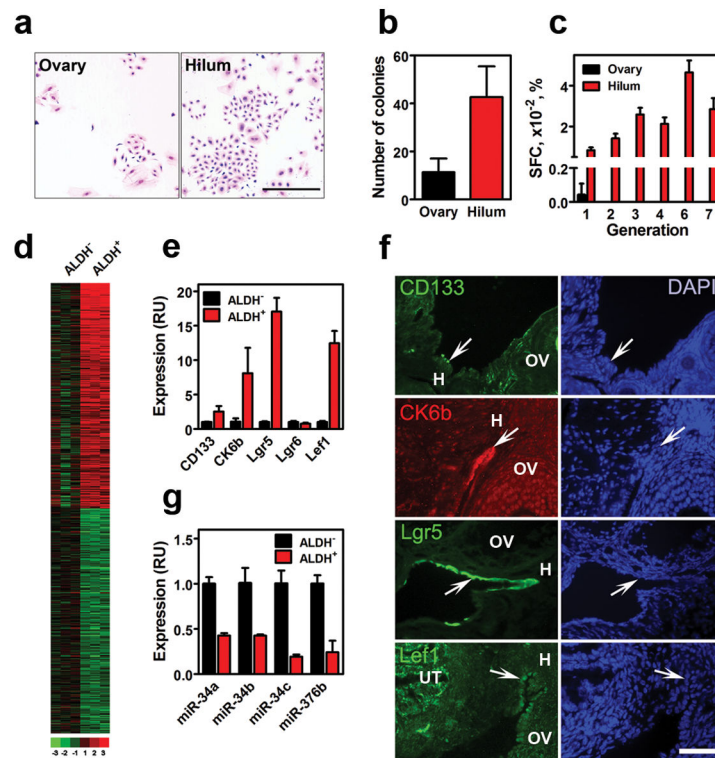 a
Ovary
Hilum
b
Number of colonies
60
40
20
0
Ovary
Hilum
c
SFC, x10-2, %
4
2
0.1
0.0
Ovary
Hilum
1 2 3 4 6 7
Generation
d
ALDH-
ALDH+
-3 -2 -1 1 2 3
e
Expression (RU)
20
15
10
5
0
ALDH-
ALDH+
CD133
CK6b
Lgr5
Lgr6
Lef1
g
Expression (RU)
1.0
0.5
0.0
ALDH-
ALDH+
miR-34a
miR-34b
miR-34c
miR-376b
f
CD133
OV
H
DAPI
CK6b
H
OV
Lgr5
OV
H
Lef1
UT
H
OV